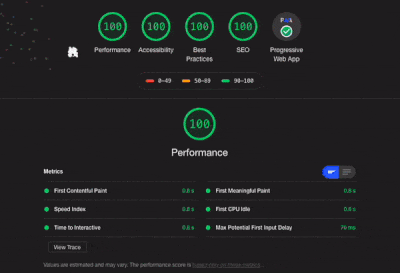 100 100 100 100 PWA
Performance Accessibility Best Practices SEO Progressive Web App
0–49 50–89 90–100
100
Performance
Metrics
First Contentful Paint 0.6 s
First Meaningful Paint 0.6 s
Speed Index 0.6 s
First CPU Idle 0.6 s
Time to Interactive 0.6 s
Max Potential First Input Delay 70 ms
View Trace
Values are estimated and may vary. The performance score is